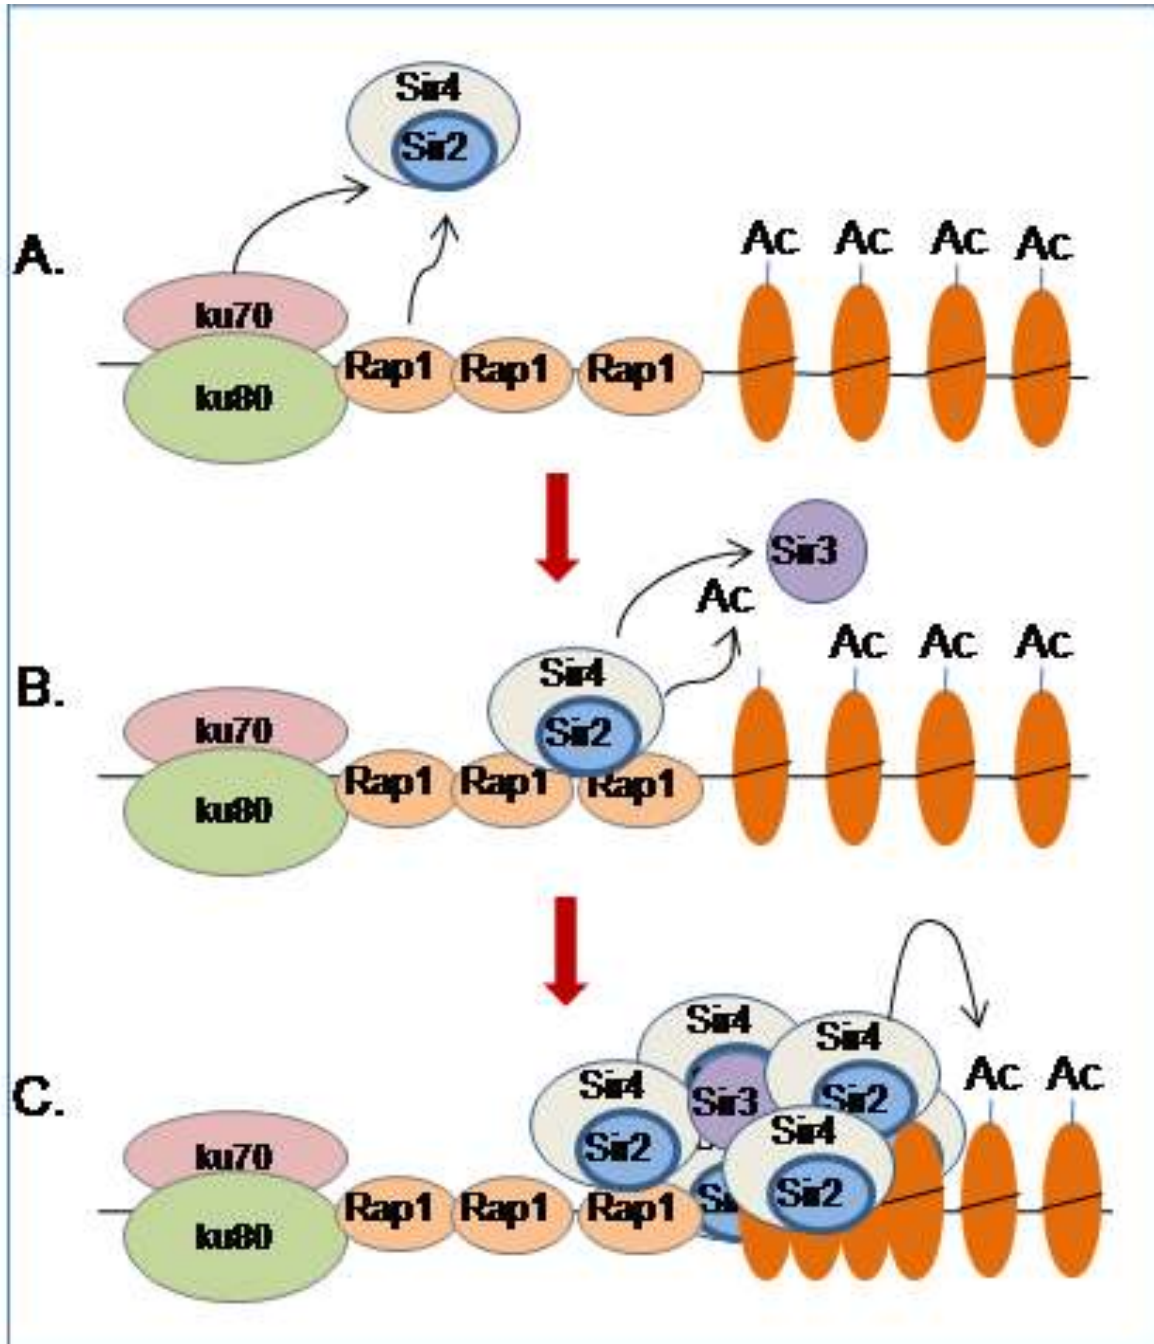 Sir4
Sir2
A.
Ac Ac Ac Ac
ku70
Rap1 Rap1 Rap1
ku80
Sir3
Ac
B.
Ac Ac Ac
Sir4
Sir2
ku70
Rap1 Rap1 Rap1
ku80
C.
Sir4 Sir4
Sir4 Sir3 Sir2 Ac Ac
Sir2 Sir4
Sir2
ku70
Rap1 Rap1 Rap1
ku80